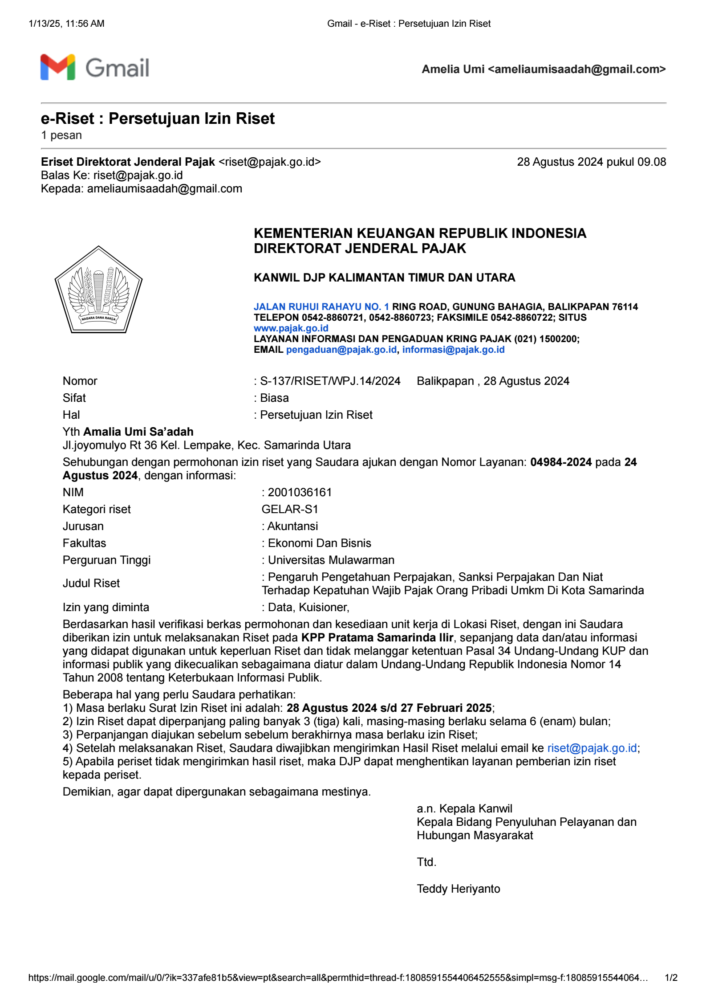 1/13/25, 11:56 AM Gmail - e-Riset : Persetujuan Izin Riset
Gmail
Amelia Umi <ameliaumisaadah@gmail.com>
e-Riset : Persetujuan Izin Riset
1 pesan
Eriset Direktorat Jenderal Pajak <riset@pajak.go.id> 28 Agustus 2024 pukul 09.08
Balas Ke: riset@pajak.go.id
Kepada: ameliaumisaadah@gmail.com
KEMENTERIAN KEUANGAN REPUBLIK INDONESIA
DIREKTORAT JENDERAL PAJAK
KANWIL DJP KALIMANTAN TIMUR DAN UTARA
NAGARA DANA RAKÇA
JALAN RUHUI RAHAYU NO. 1 RING ROAD, GUNUNG BAHAGIA, BALIKPAPAN 76114
TELEPON 0542-8860721, 0542-8860723; FAKSIMILE 0542-8860722; SITUS
www.pajak.go.id
LAYANAN INFORMASI DAN PENGADUAN KRING PAJAK (021) 1500200;
EMAIL pengaduan@pajak.go.id, informasi@pajak.go.id
Nomor : S-137/RISET/WPJ.14/2024 Balikpapan , 28 Agustus 2024
Sifat : Biasa
Hal : Persetujuan Izin Riset
Yth Amalia Umi Sa’adah
Jl.joyomulyo Rt 36 Kel. Lempake, Kec. Samarinda Utara
Sehubungan dengan permohonan izin riset yang Saudara ajukan dengan Nomor Layanan: 04984-2024 pada 24
Agustus 2024, dengan informasi:
NIM : 2001036161
Kategori riset GELAR-S1
Jurusan : Akuntansi
Fakultas : Ekonomi Dan Bisnis
Perguruan Tinggi : Universitas Mulawarman
Judul Riset : Pengaruh Pengetahuan Perpajakan, Sanksi Perpajakan Dan Niat
Terhadap Kepatuhan Wajib Pajak Orang Pribadi Umkm Di Kota Samarinda
Izin yang diminta : Data, Kuisioner,
Berdasarkan hasil verifikasi berkas permohonan dan kesediaan unit kerja di Lokasi Riset, dengan ini Saudara
diberikan izin untuk melaksanakan Riset pada KPP Pratama Samarinda Ilir, sepanjang data dan/atau informasi
yang didapat digunakan untuk keperluan Riset dan tidak melanggar ketentuan Pasal 34 Undang-Undang KUP dan
informasi publik yang dikecualikan sebagaimana diatur dalam Undang-Undang Republik Indonesia Nomor 14
Tahun 2008 tentang Keterbukaan Informasi Publik.
Beberapa hal yang perlu Saudara perhatikan:
1) Masa berlaku Surat Izin Riset ini adalah: 28 Agustus 2024 s/d 27 Februari 2025;
2) Izin Riset dapat diperpanjang paling banyak 3 (tiga) kali, masing-masing berlaku selama 6 (enam) bulan;
3) Perpanjangan diajukan sebelum sebelum berakhirnya masa berlaku izin Riset;
4) Setelah melaksanakan Riset, Saudara diwajibkan mengirimkan Hasil Riset melalui email ke riset@pajak.go.id;
5) Apabila periset tidak mengirimkan hasil riset, maka DJP dapat menghentikan layanan pemberian izin riset
kepada periset.
Demikian, agar dapat dipergunakan sebagaimana mestinya.
a.n. Kepala Kanwil
Kepala Bidang Penyuluhan Pelayanan dan
Hubungan Masyarakat
Ttd.
Teddy Heriyanto
https://mail.google.com/mail/u/0/?ik=337afe81b5&view=pt&search=all&permthid=thread-f:1808591554406452555&simpl=msg-f:18085915544064… 1/2